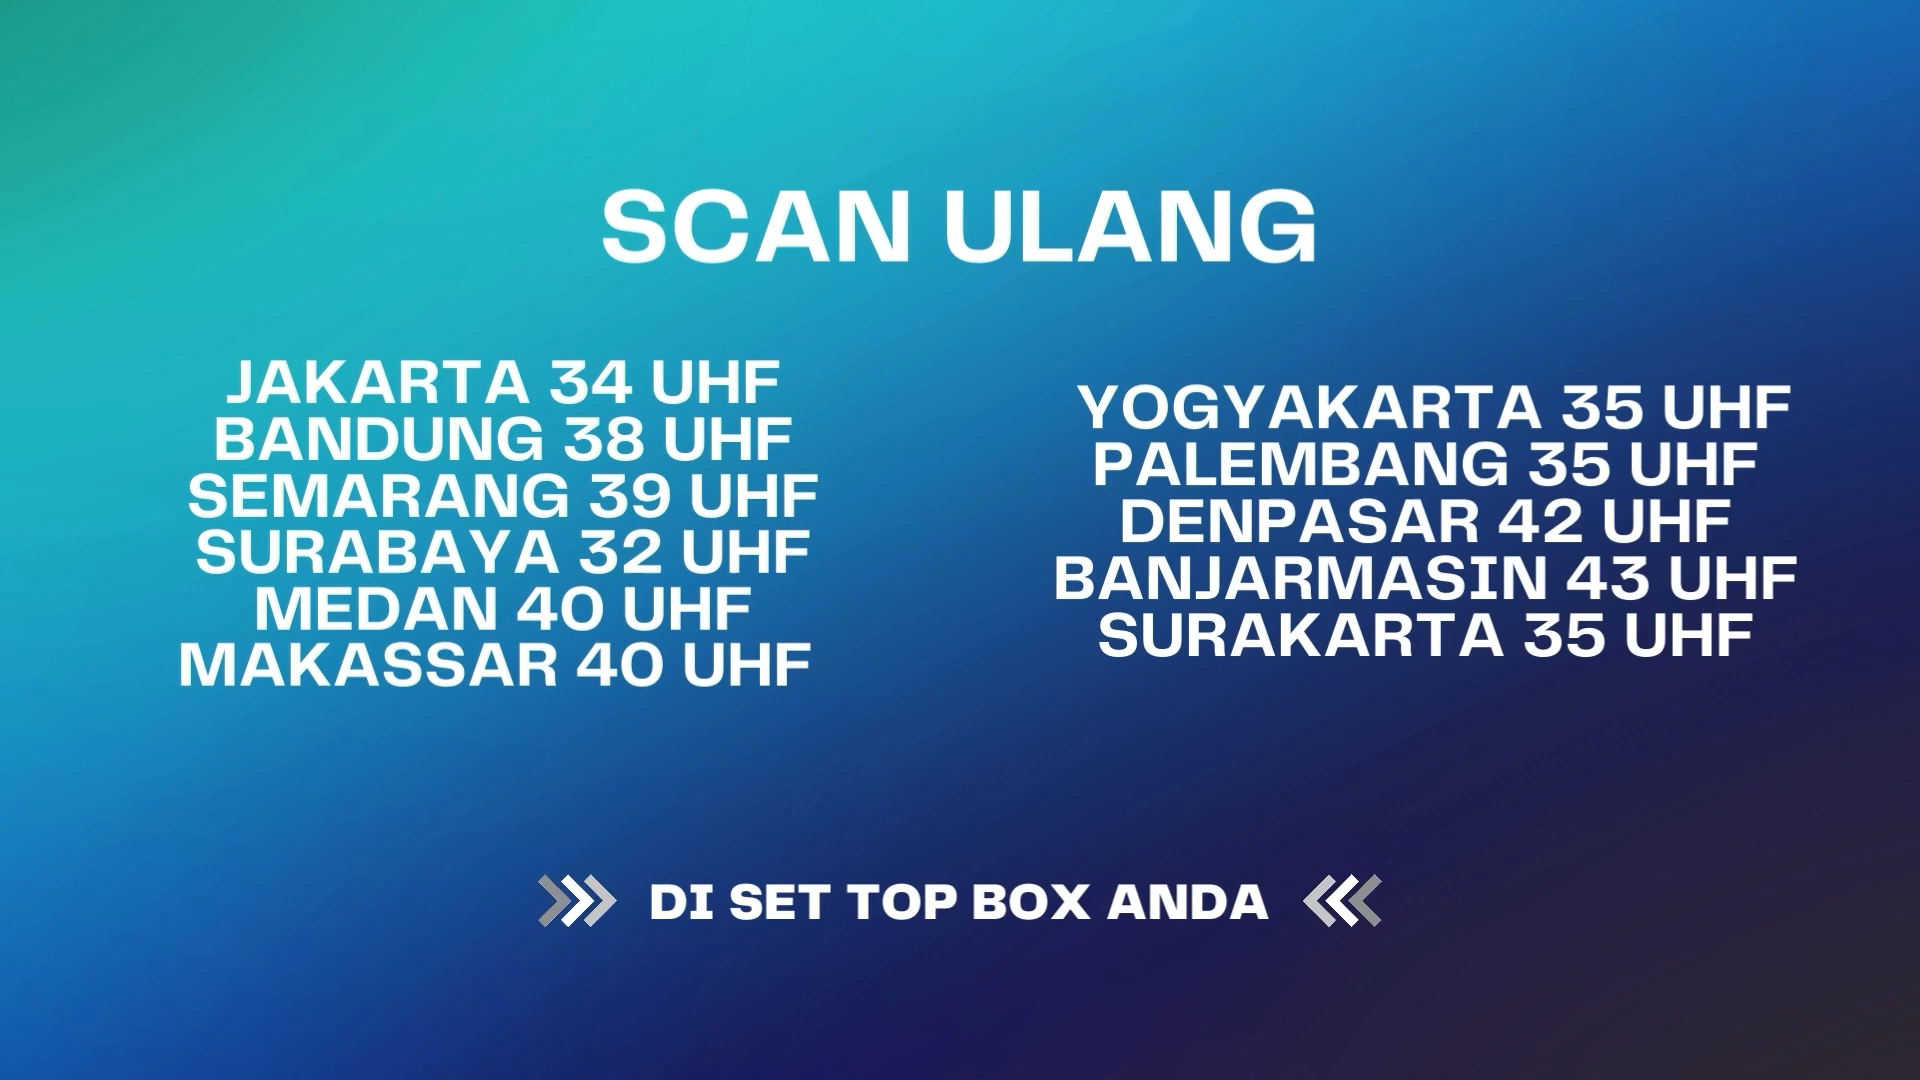 SCAN ULANG
JAKARTA 34 UHF
BANDUNG 38 UHF
SEMARANG 39 UHF
SURABAYA 32 UHF
MEDAN 40 UHF
MAKASSAR 40 UHF
YOGYAKARTA 35 UHF
PALEMBANG 35 UHF
DENPASAR 42 UHF
BANJARMASIN 43 UHF
SURAKARTA 35 UHF
DI SET TOP BOX ANDA